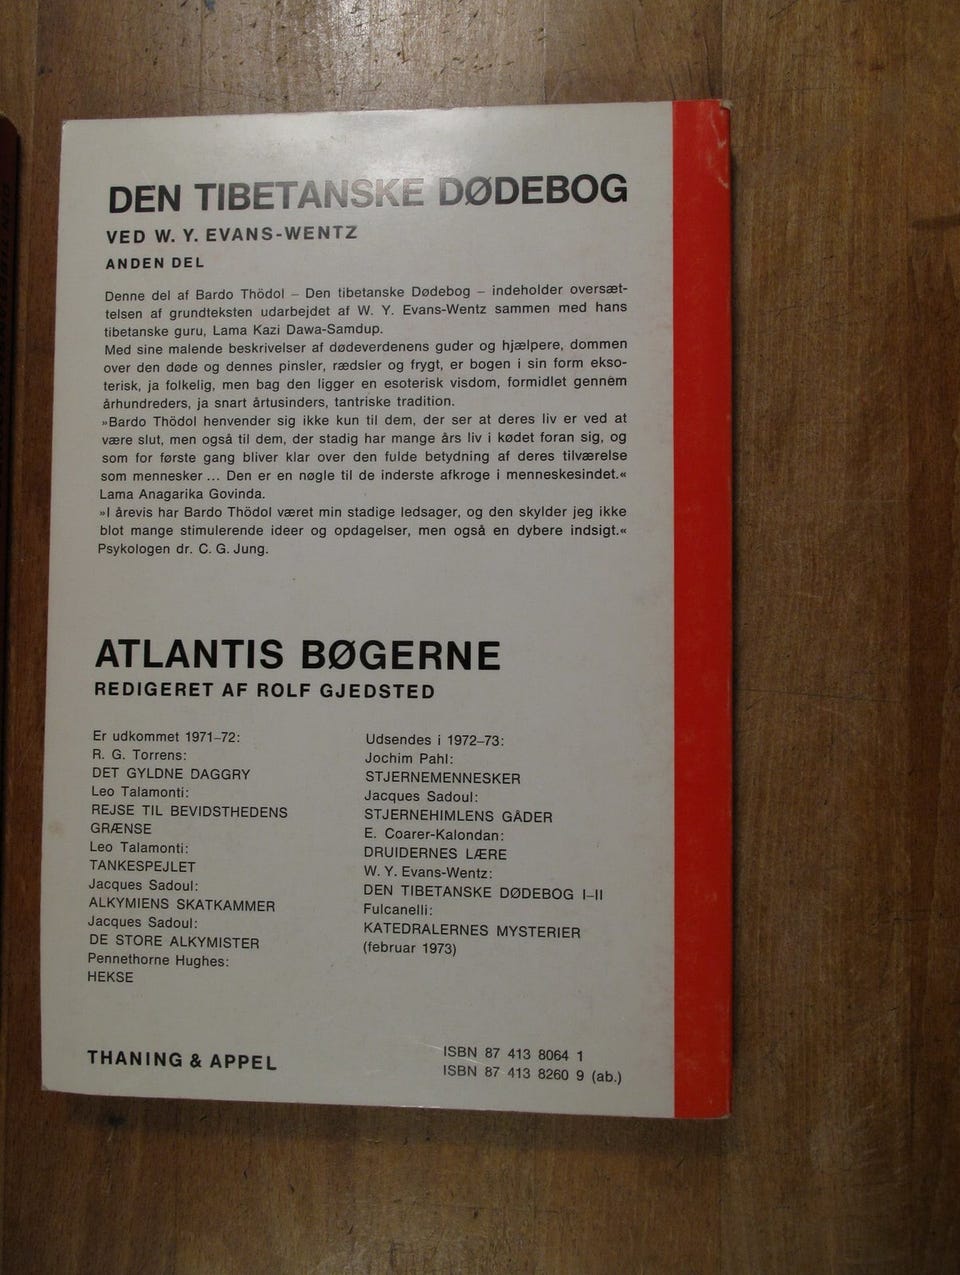 DEN TIBETANSKE DØDEBOG
VED W. Y. EVANS-WENTZ
ANDEN DEL
Denne del af Bardo Thödol – Den tibetanske Dødebog – indeholder oversæt-
telsen af grundteksten udarbejdet af W. Y. Evans-Wentz sammen med hans
tibetanske guru, Lama Kazi Dawa-Samdup.
Med sine malende beskrivelser af dødeverdenens guder og hjælpere, dommen
over den døde og dennes pinsler, rædsler og frygt, er bogen i sin form ekso-
terisk, ja folkelig, men bag den ligger en esoterisk visdom, formidlet gennem
århundreders, ja snart årtusinders, tantriske tradition.
»Bardo Thödol henvender sig ikke kun til dem, der ser at deres liv er ved at
være slut, men også til dem, der stadig har mange års liv i kødet foran sig, og
som for første gang bliver klar over den fulde betydning af deres tilværelse
som mennesker ... Den er en nøgle til de inderste afkroge i menneskesindet.«
Lama Anagarika Govinda.
»I årevis har Bardo Thödol været min stadige ledsager, og den skylder jeg ikke
blot mange stimulerende ideer og opdagelser, men også en dybere indsigt.«
Psykologen dr. C. G. Jung.
ATLANTIS BØGERNE
REDIGERET AF ROLF GJEDSTED
Er udkommet 1971–72:
R. G. Torrens:
DET GYLDNE DAGGRY
Leo Talamonti:
REJSE TIL BEVIDSTHEDENS
GRÆNSE
Leo Talamonti:
TANKESPEJLET
Jacques Sadoul:
ALKYMIENS SKATKAMMER
Jacques Sadoul:
DE STORE ALKYMISTER
Pennethorne Hughes:
HEKSE
Udsendes i 1972–73:
Jochim Pahl:
STJERNEMENNESKER
Jacques Sadoul:
STJERNEHIMLENS GÅDER
E. Coarer-Kalondan:
DRUIDERNES LÆRE
W. Y. Evans-Wentz:
DEN TIBETANSKE DØDEBOG I–II
Fulcanelli:
KATEDRALERNES MYSTERIER
(februar 1973)
THANING & APPEL
ISBN 87 413 8064 1
ISBN 87 413 8260 9 (ab.)